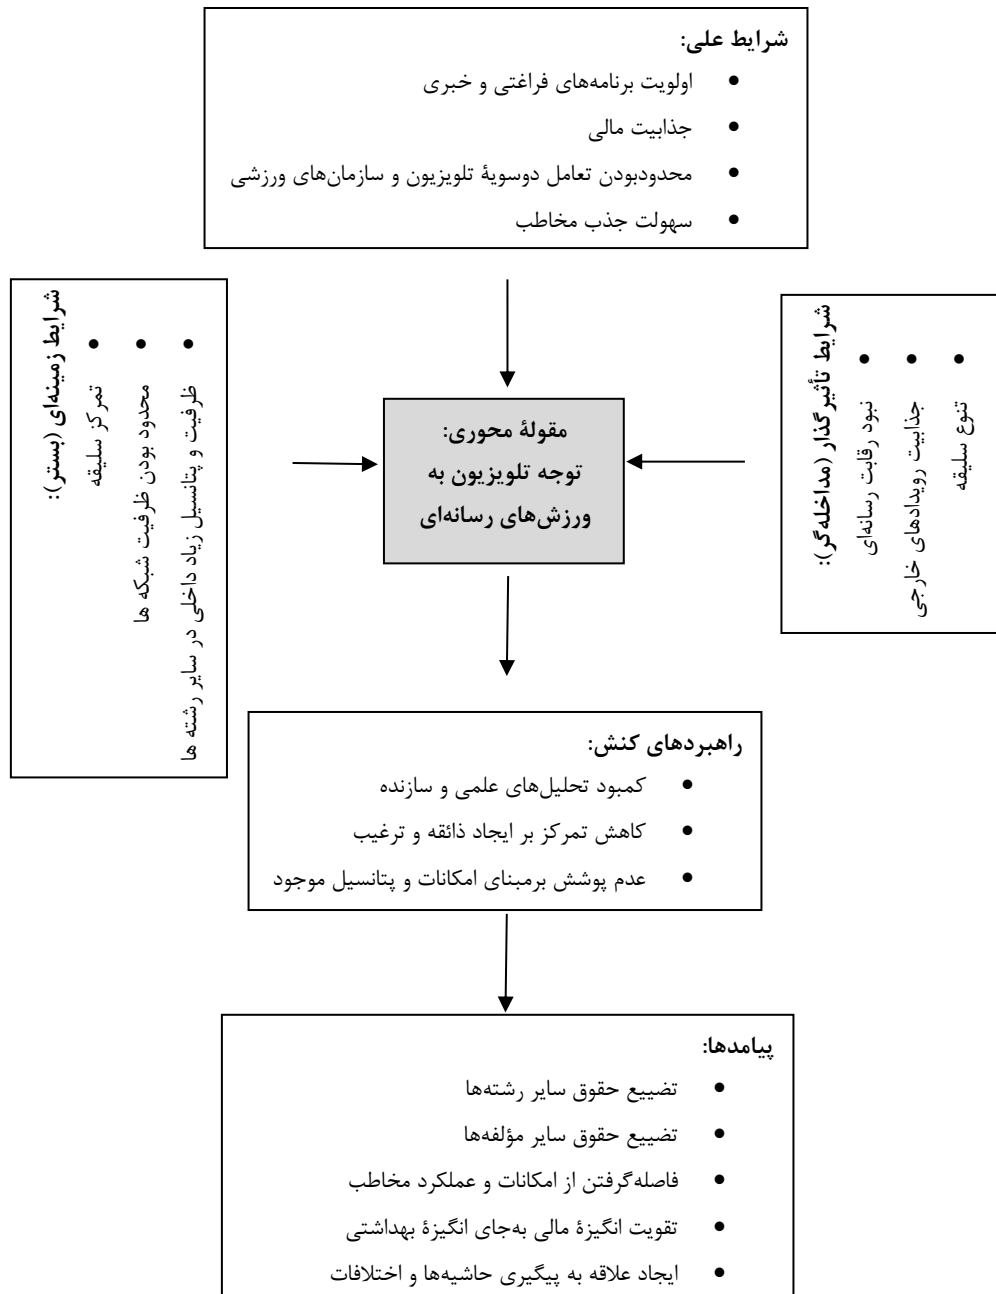 شرایط علی:
● اولویت برنامه‌های فراغتی و خبری
● جذابیت مالی
● محدودبودن تعامل دوسویۀ تلویزیون و سازمان‌های ورزشی
● سهولت جذب مخاطب
شرایط تأثیرگذار (مداخله‌گر):
● نبود رقابت رسانه‌ای
● جذابیت رویدادهای خارجی
● تنوع سلیقه
مقولۀ محوری:
توجه تلویزیون به
ورزش‌های رسانه‌ای
شرایط زمینه‌ای (بستر):
● تمرکز سلیقه
● محدود بودن ظرفیت شبکه ها
● ظرفیت و پتانسیل زیاد داخلی در سایر رشته ها
راهبردهای کنش:
● کمبود تحلیل‌های علمی و سازنده
● کاهش تمرکز بر ایجاد ذائقه و ترغیب
● عدم پوشش برمبنای امکانات و پتانسیل موجود
پیامدها:
● تضییع حقوق سایر رشته‌ها
● تضییع حقوق سایر مؤلفه‌ها
● فاصله‌گرفتن از امکانات و عملکرد مخاطب
● تقویت انگیزۀ مالی به‌جای انگیزۀ بهداشتی
● ایجاد علاقه به پیگیری حاشیه‌ها و اختلافات